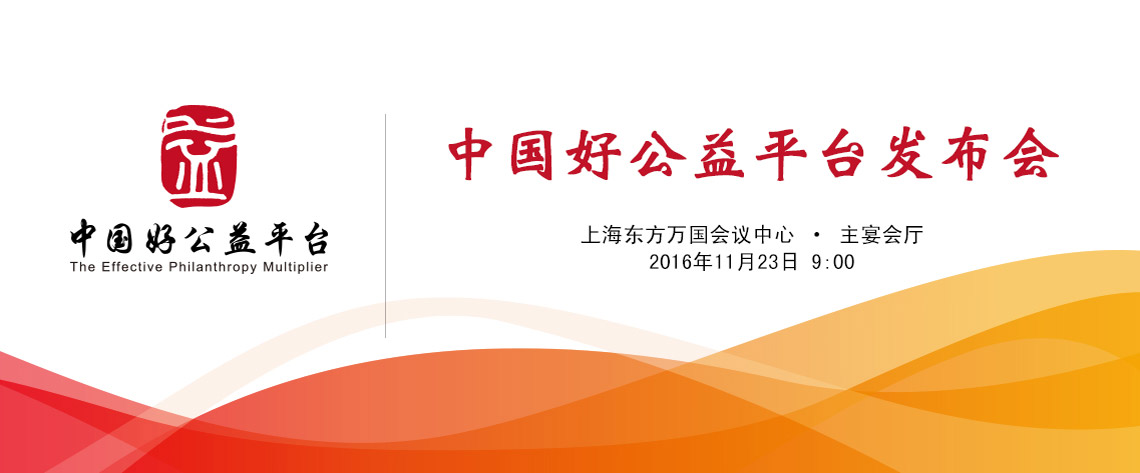 中国好公益平台
The Effective Philanthropy Multiplier
中国好公益平台发布会
上海东方万国会议中心 • 主宴会厅
2016年11月23日 9:00